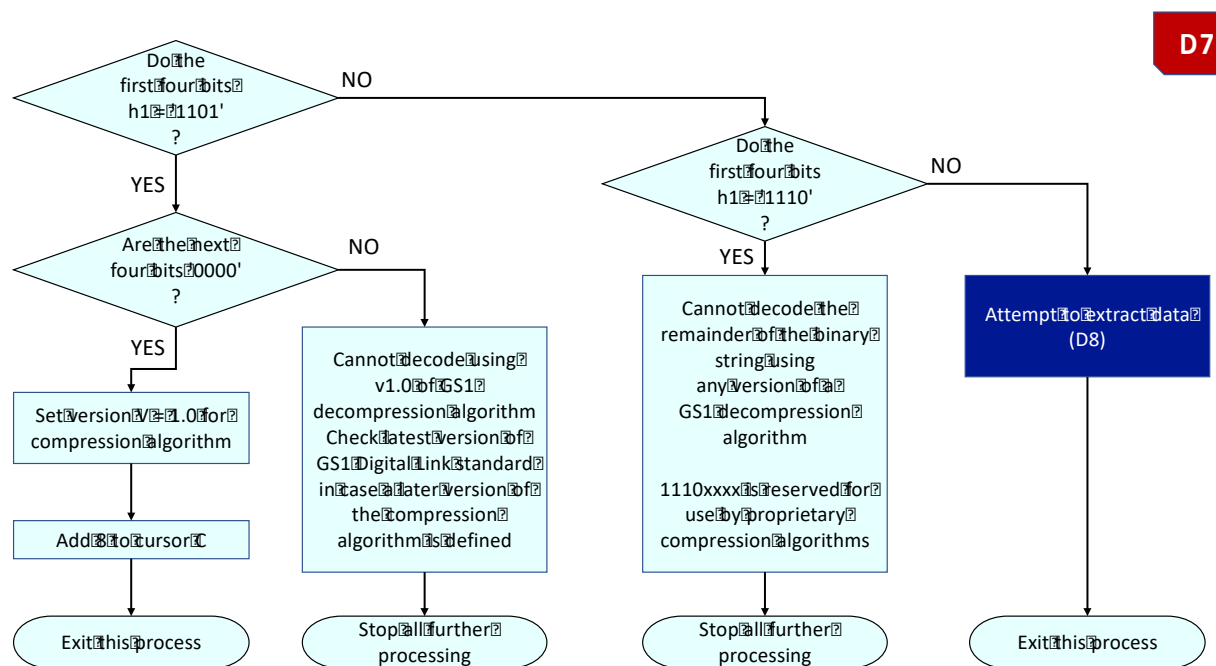 D7
Do the
first four bits
h1 = '1101'
?
NO
YES
Do the
first four bits
h1 = '1110'
?
NO
YES
Are the next
four bits '0000'
?
NO
YES
Set version V = 1.0 for
compression algorithm
Add 8 to cursor C
Exit this process
Cannot decode using
v1.0 of GS1
decompression algorithm
Check latest version of
GS1 Digital Link standard
in case a later version of
the compression
algorithm is defined
Stop all further
processing
Cannot decode the
remainder of the binary
string using
any version of a
GS1 decompression
algorithm
1110xxxx is reserved for
use by proprietary
compression algorithms
Stop all further
processing
Attempt to extract data
(D8)
Exit this process